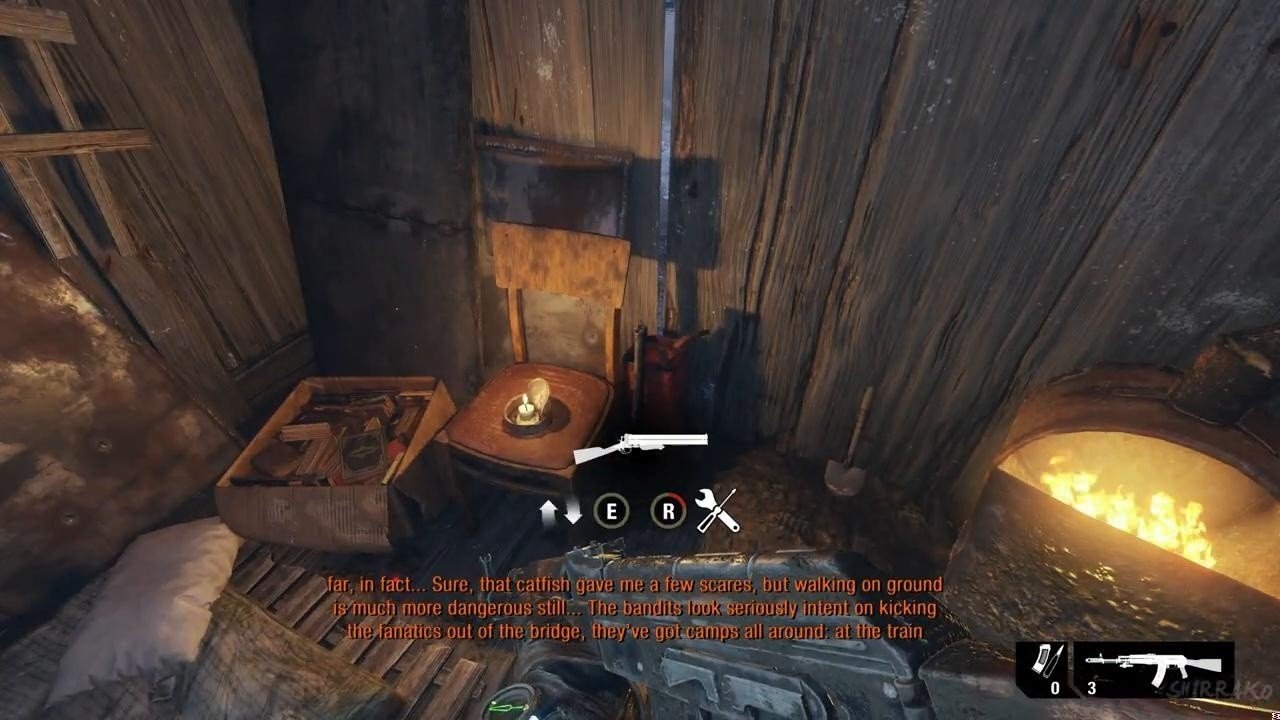 E
R
far, in fact... Sure, that catfish gave me a few scares, but walking on ground
is much more dangerous still... The bandits look seriously intent on kicking
the fanatics out of the bridge, they've got camps all around: at the train
0
3
SHIRRAKO